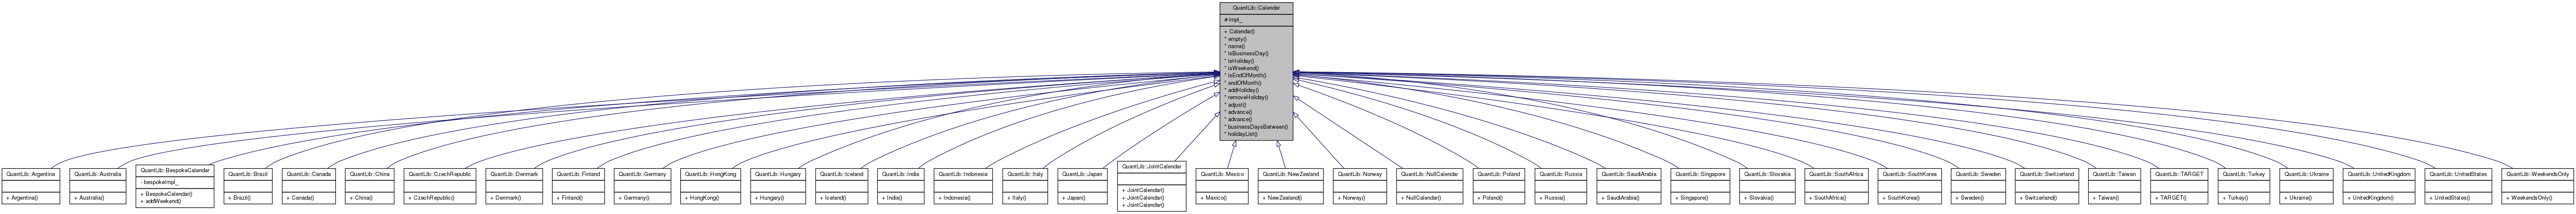 QuantLib::Calendar
# impl_
+ Calendar()
* empty()
* name()
* isBusinessDay()
* isHoliday()
* isWeekend()
* isEndOfMonth()
* endOfMonth()
* addHoliday()
* removeHoliday()
* adjust()
* advance()
* advance()
* businessDaysBetween()
* holidayList()
QuantLib::Argentina
+ Argentina()
QuantLib::Australia
+ Australia()
QuantLib::BespokeCalendar
- bespokeImpl_
+ BespokeCalendar()
+ addWeekend()
QuantLib::Brazil
+ Brazil()
QuantLib::Canada
+ Canada()
QuantLib::China
+ China()
QuantLib::CzechRepublic
+ CzechRepublic()
QuantLib::Denmark
+ Denmark()
QuantLib::Finland
+ Finland()
QuantLib::Germany
+ Germany()
QuantLib::HongKong
+ HongKong()
QuantLib::Hungary
+ Hungary()
QuantLib::Iceland
+ Iceland()
QuantLib::India
+ India()
QuantLib::Indonesia
+ Indonesia()
QuantLib::Italy
+ Italy()
QuantLib::Japan
+ Japan()
QuantLib::JointCalendar
+ JointCalendar()
+ JointCalendar()
+ JointCalendar()
QuantLib::Mexico
+ Mexico()
QuantLib::NewZealand
+ NewZealand()
QuantLib::Norway
+ Norway()
QuantLib::NullCalendar
+ NullCalendar()
QuantLib::Poland
+ Poland()
QuantLib::Russia
+ Russia()
QuantLib::SaudiArabia
+ SaudiArabia()
QuantLib::Singapore
+ Singapore()
QuantLib::Slovakia
+ Slovakia()
QuantLib::SouthAfrica
+ SouthAfrica()
QuantLib::SouthKorea
+ SouthKorea()
QuantLib::Sweden
+ Sweden()
QuantLib::Switzerland
+ Switzerland()
QuantLib::Taiwan
+ Taiwan()
QuantLib::TARGET
+ TARGET()
QuantLib::Turkey
+ Turkey()
QuantLib::Ukraine
+ Ukraine()
QuantLib::UnitedKingdom
+ UnitedKingdom()
QuantLib::UnitedStates
+ UnitedStates()
QuantLib::WeekendsOnly
+ WeekendsOnly()